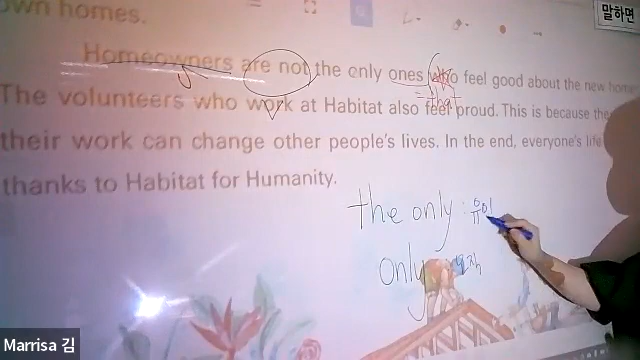 own homes.
말하면
Homeowners are not the only ones who feel good about the new home
The volunteers who work at Habitat also feel proud. This is because the
their work can change other people's lives. In the end, everyone's life
thanks to Habitat for Humanity.
that
the only :
only :
Marrisa 김